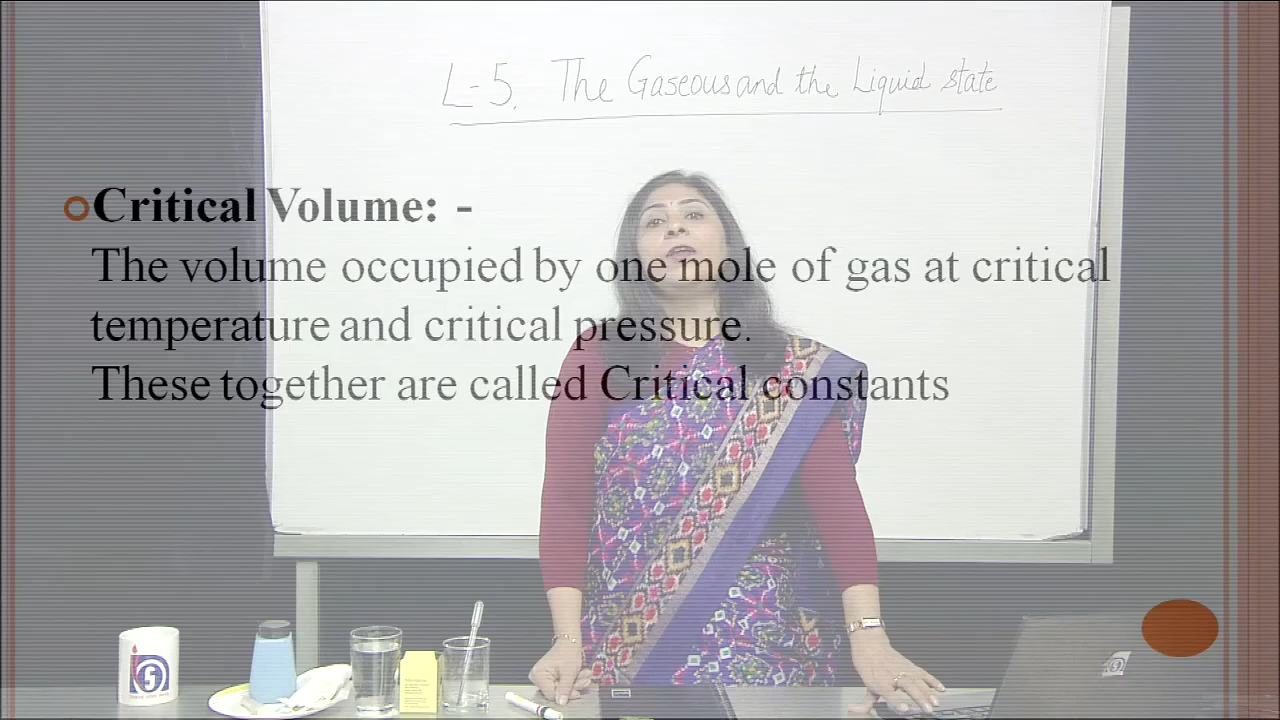 L-5. The Gaseous and the Liquid state
Critical Volume: -
The volume occupied by one mole of gas at critical
temperature and critical pressure.
These together are called Critical constants